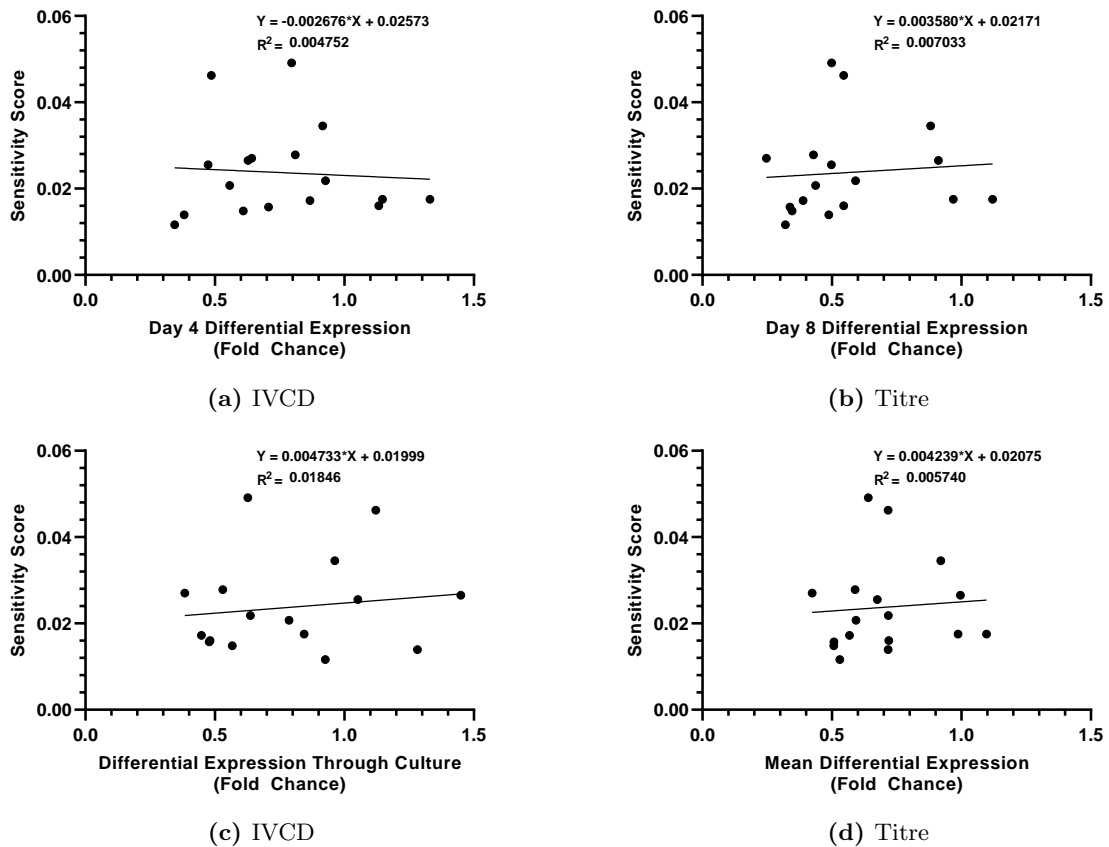 Y = -0.002676*X + 0.02573
R2 = 0.004752
0.06
0.04
0.02
0.00
Sensitivity Score
0.0 0.5 1.0 1.5
Day 4 Differential Expression
(Fold Chance)
(a) IVCD
Y = 0.003580*X + 0.02171
R2 = 0.007033
0.06
0.04
0.02
0.00
Sensitivity Score
0.0 0.5 1.0 1.5
Day 8 Differential Expression
(Fold Chance)
(b) Titre
Y = 0.004733*X + 0.01999
R2 = 0.01846
0.06
0.04
0.02
0.00
Sensitivity Score
0.0 0.5 1.0 1.5
Differential Expression Through Culture
(Fold Chance)
(c) IVCD
Y = 0.004239*X + 0.02075
R2 = 0.005740
0.06
0.04
0.02
0.00
Sensitivity Score
0.0 0.5 1.0 1.5
Mean Differential Expression
(Fold Chance)
(d) Titre